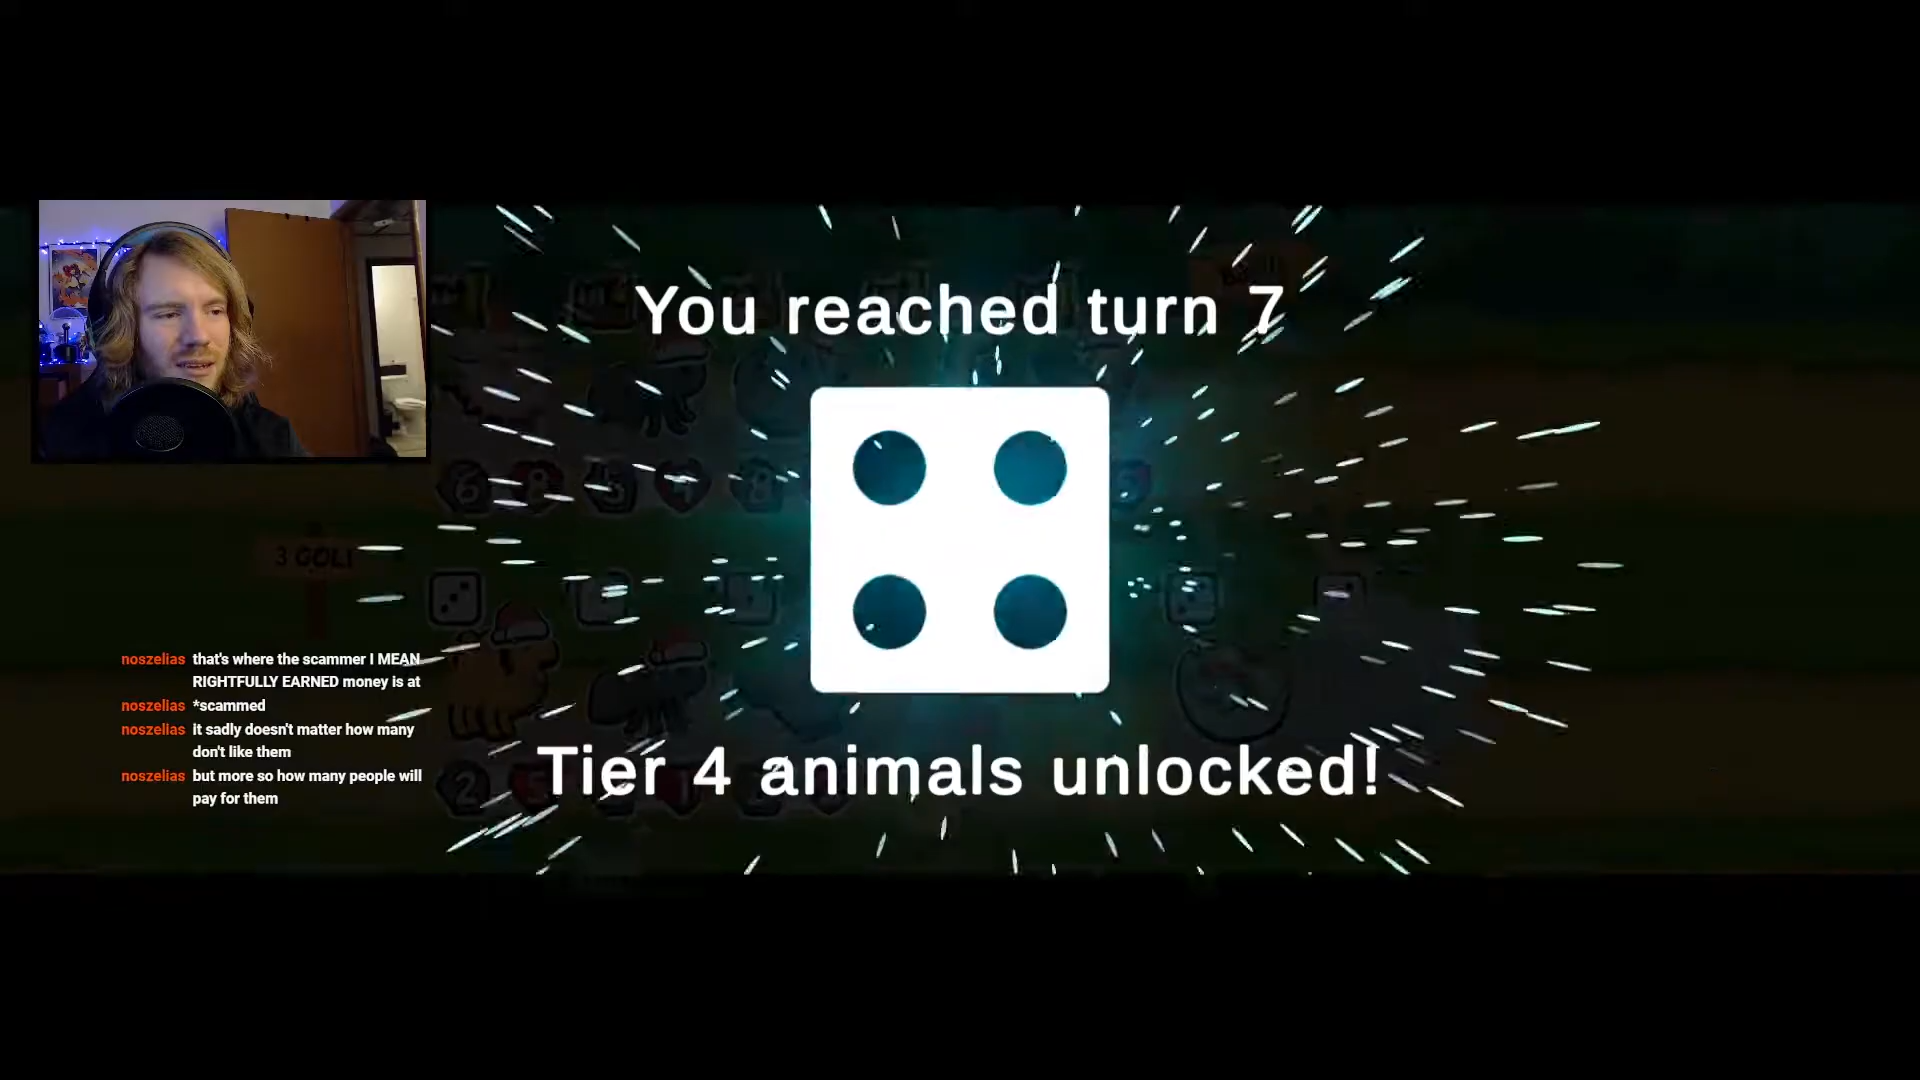 You reached turn 7
3 GOLD
noszelias that's where the scammer I MEAN
RIGHTFULLY EARNED money is at
noszelias *scammed
noszelias it sadly doesn't matter how many
don't like them
noszelias but more so how many people will
pay for them
Tier 4 animals unlocked!